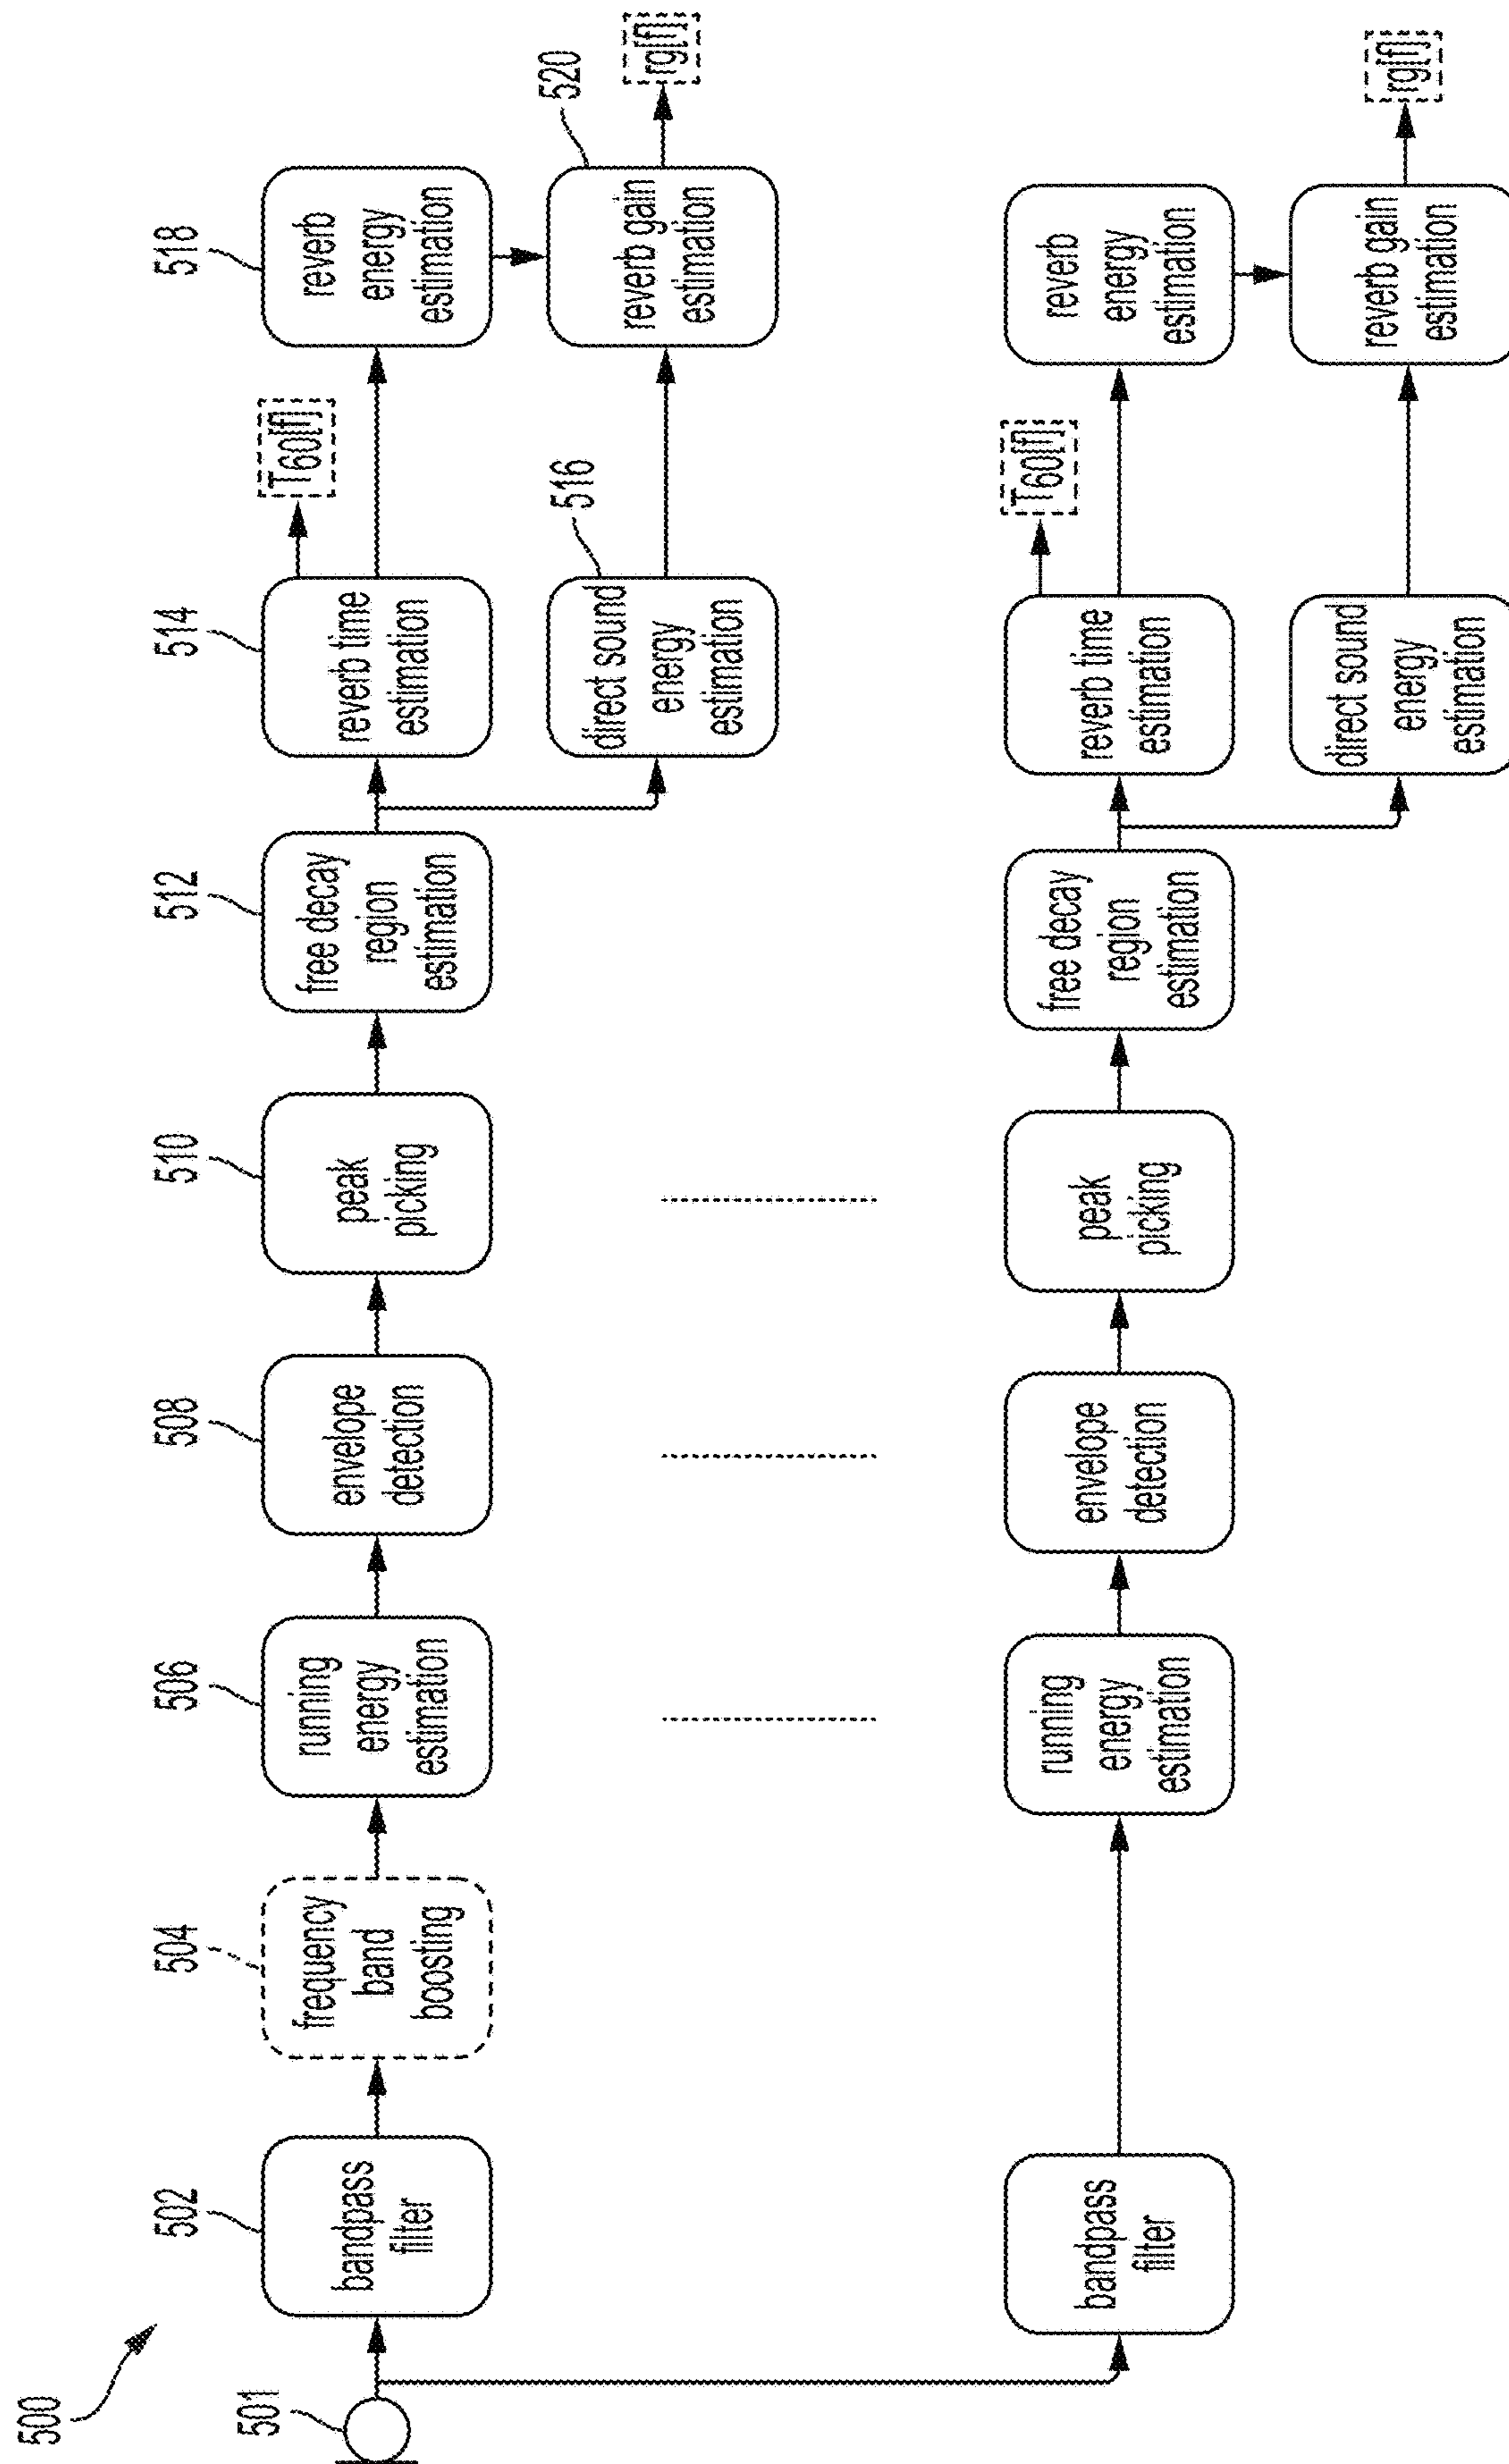 500
501
502
bandpass
filter
504
frequency
band
boosting
506
running
energy
estimation
508
envelope
detection
510
peak
picking
512
free decay
region
estimation
514
reverb time
estimation
T60[f]
516
direct sound
energy
estimation
518
reverb
energy
estimation
520
reverb gain
estimation
rg[f]
bandpass
filter
running
energy
estimation
envelope
detection
peak
picking
free decay
region
estimation
reverb time
estimation
T60[f]
direct sound
energy
estimation
reverb
energy
estimation
reverb gain
estimation
rg[f]